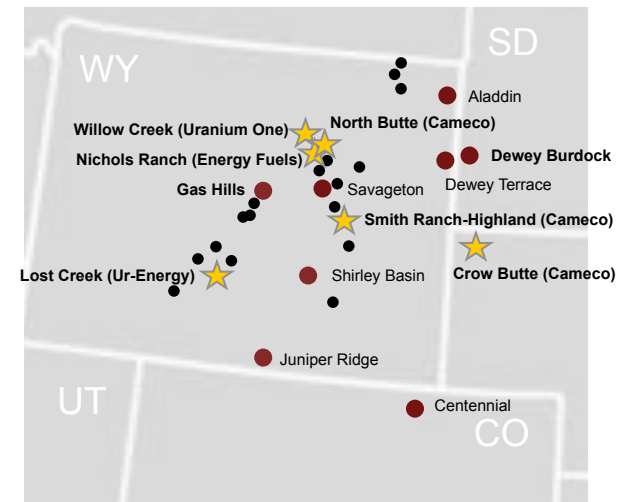 SD
WY
Aladdin
North Butte (Cameco)
Willow Creek (Uranium One)
Nichols Ranch (Energy Fuels)
Dewey Burdock
Gas Hills
Savageton
Dewey Terrace
Smith Ranch-Highland (Cameco)
Lost Creek (Ur-Energy)
Shirley Basin
Crow Butte (Cameco)
Juniper Ridge
UT
Centennial
CO